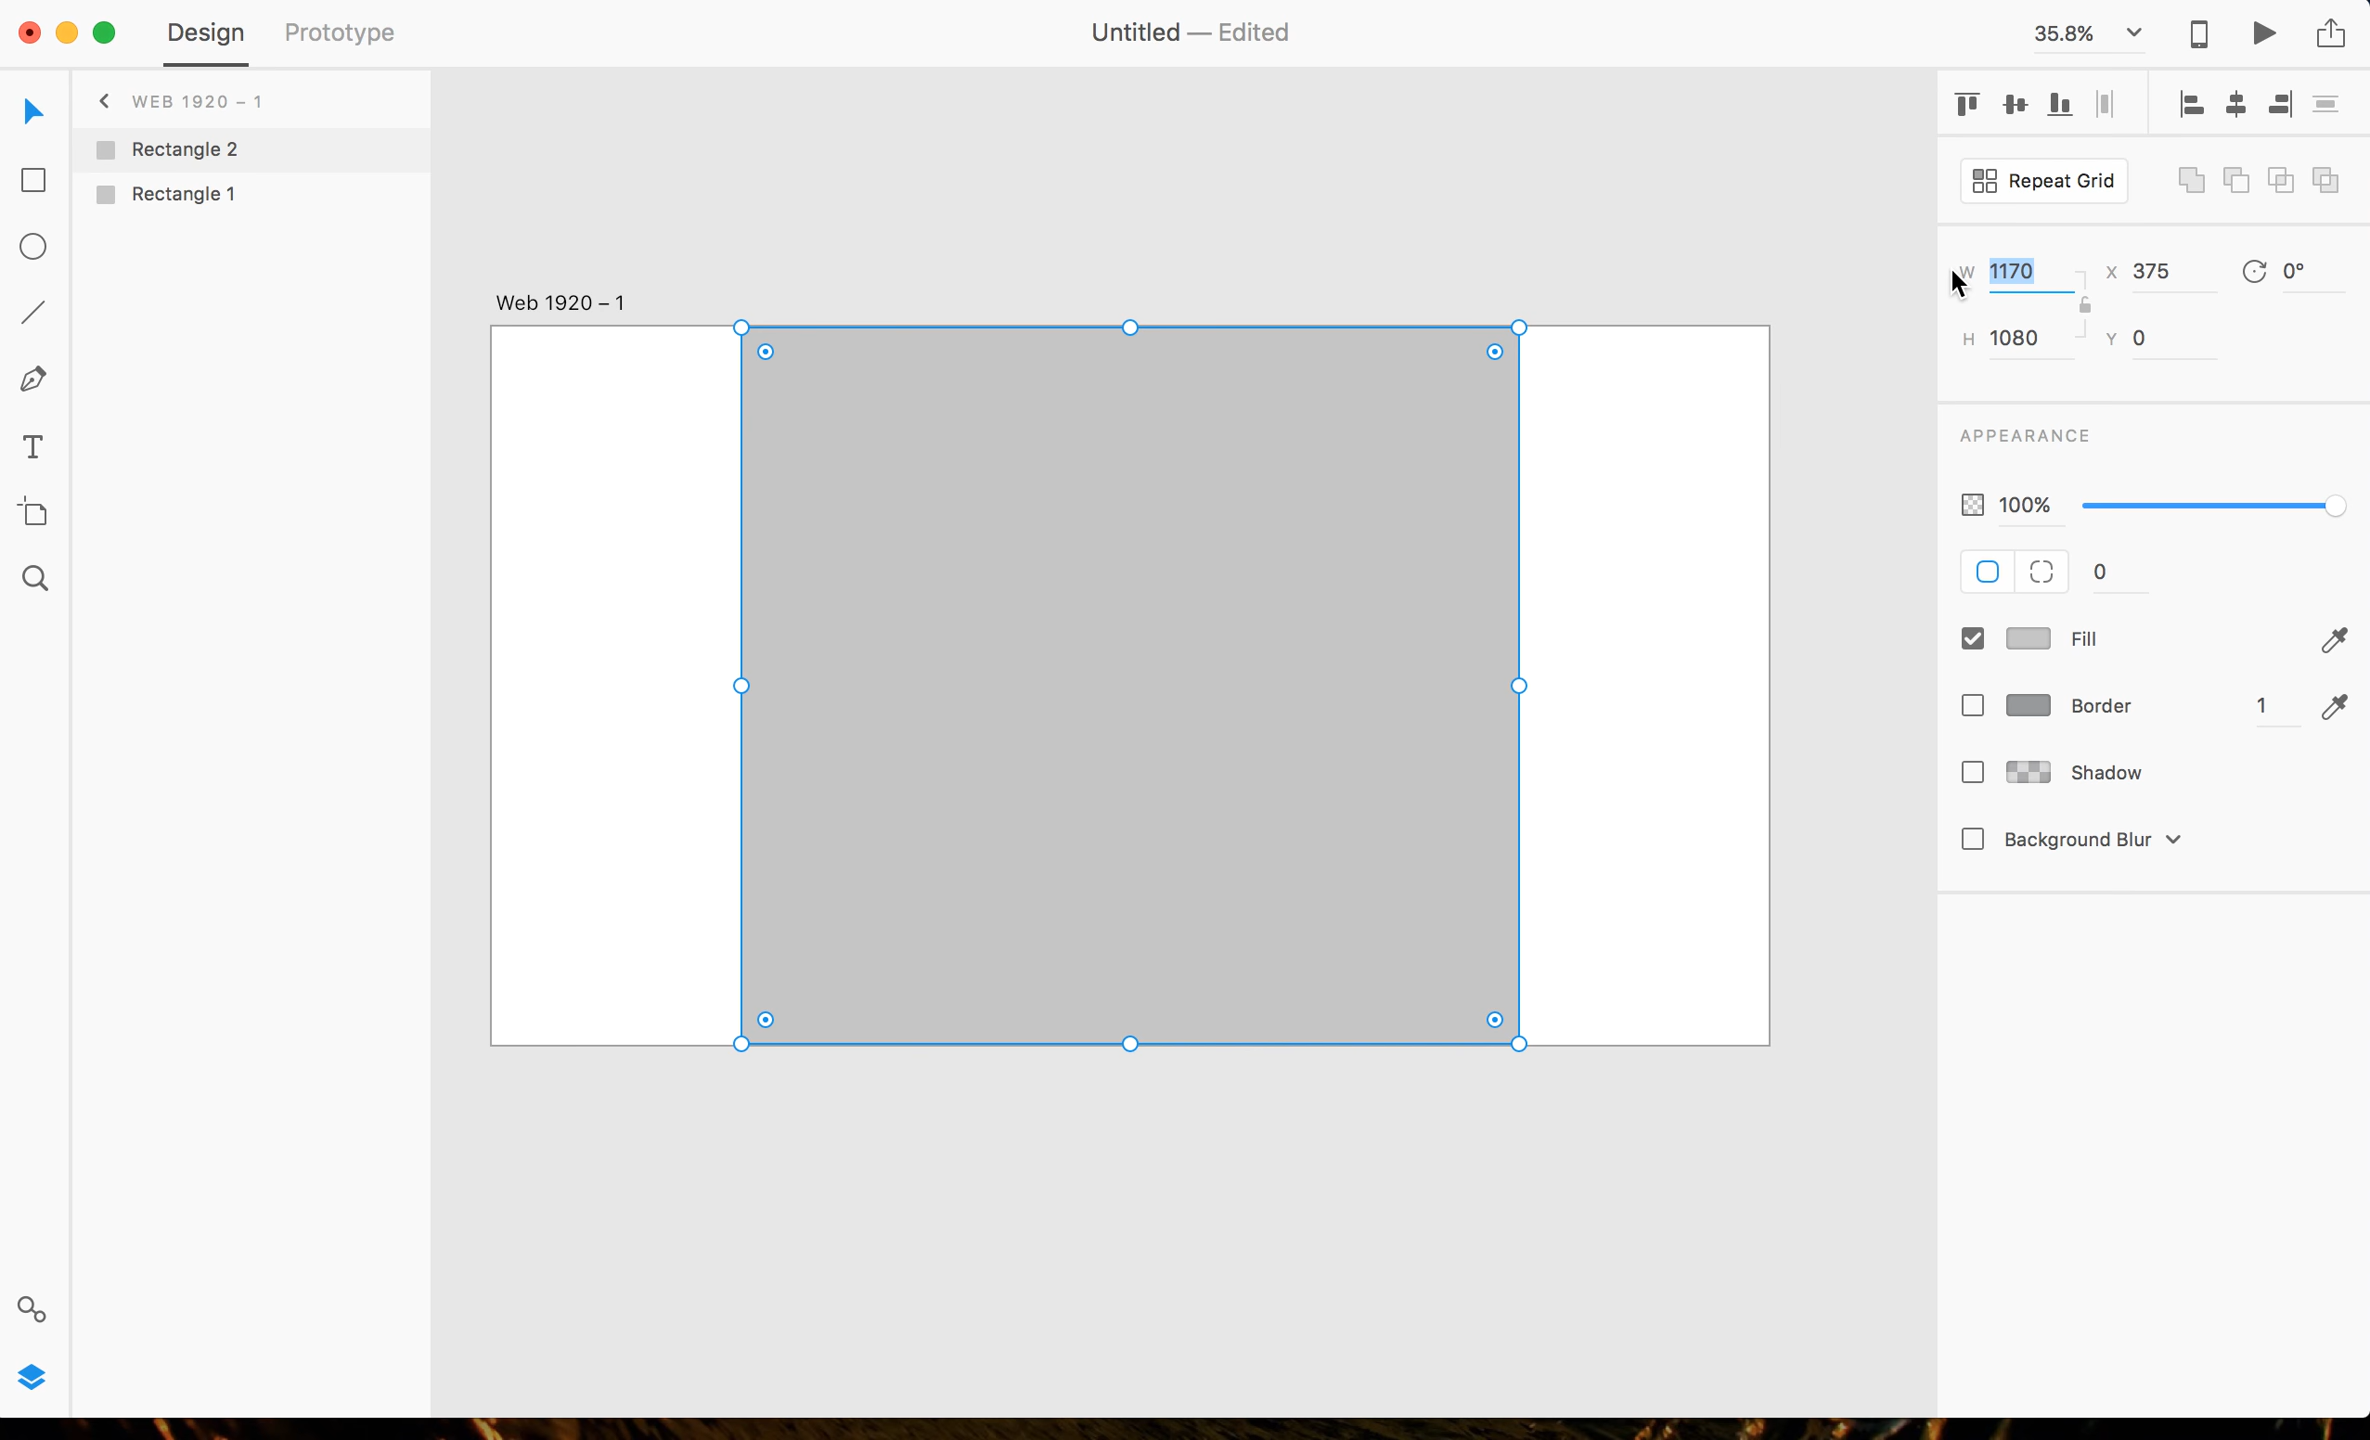 Design Prototype Untitled — Edited 35.8%
WEB 1920 – 1
Rectangle 2
Rectangle 1
Web 1920 – 1
Repeat Grid
W 1170 X 375 0°
H 1080 Y 0
APPEARANCE
100%
0
Fill
Border 1
Shadow
Background Blur